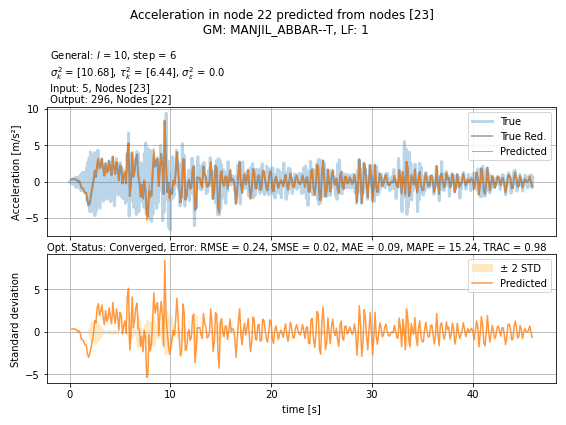 Acceleration in node 22 predicted from nodes [23]
GM: MANJIL_ABBAR--T, LF: 1
General: l = 10, step = 6
σ²ₖ = [10.68], τ²ₖ = [6.44], σ²ε = 0.0
Input: 5, Nodes [23]
Output: 296, Nodes [22]
10
5
0
−5
Acceleration [m/s²]
True
True Red.
Predicted
Opt. Status: Converged, Error: RMSE = 0.24, SMSE = 0.02, MAE = 0.09, MAPE = 15.24, TRAC = 0.98
5
0
−5
Standard deviation
± 2 STD
Predicted
0 10 20 30 40
time [s]